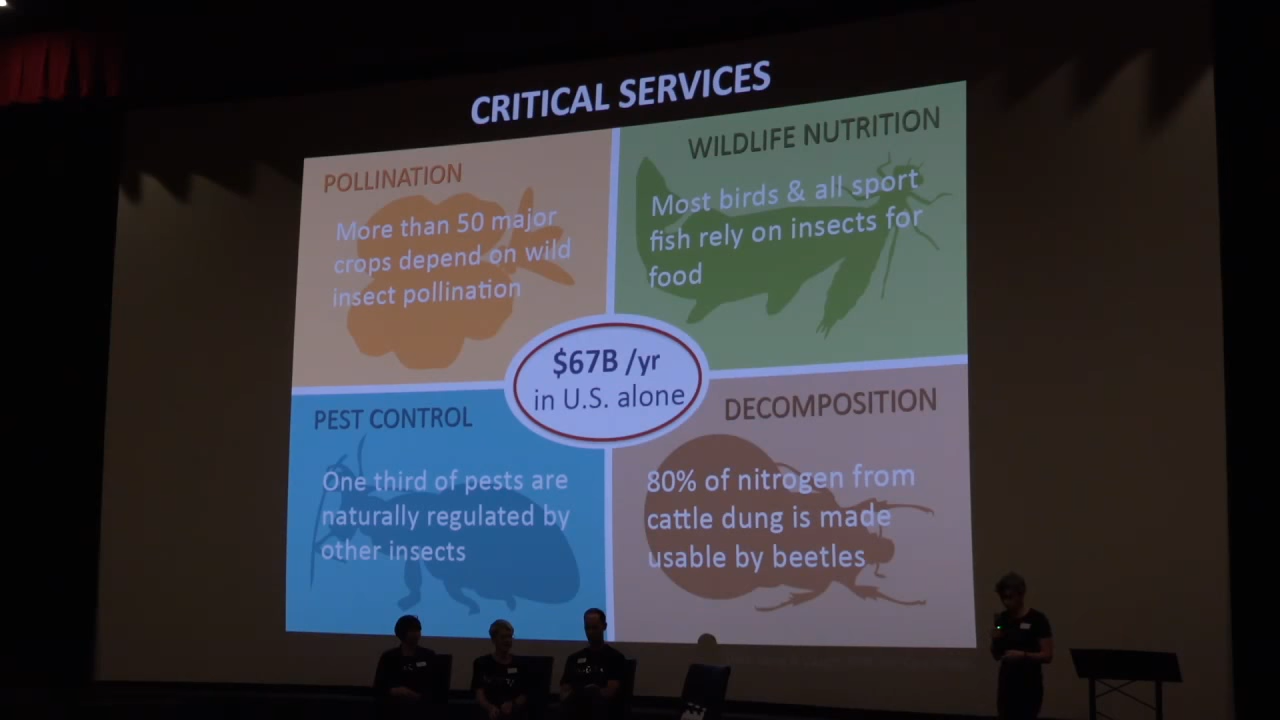 CRITICAL SERVICES
POLLINATION
More than 50 major
crops depend on wild
insect pollination
WILDLIFE NUTRITION
Most birds & all sport
fish rely on insects for
food
$67B /yr
in U.S. alone
PEST CONTROL
One third of pests are
naturally regulated by
other insects
DECOMPOSITION
80% of nitrogen from
cattle dung is made
usable by beetles